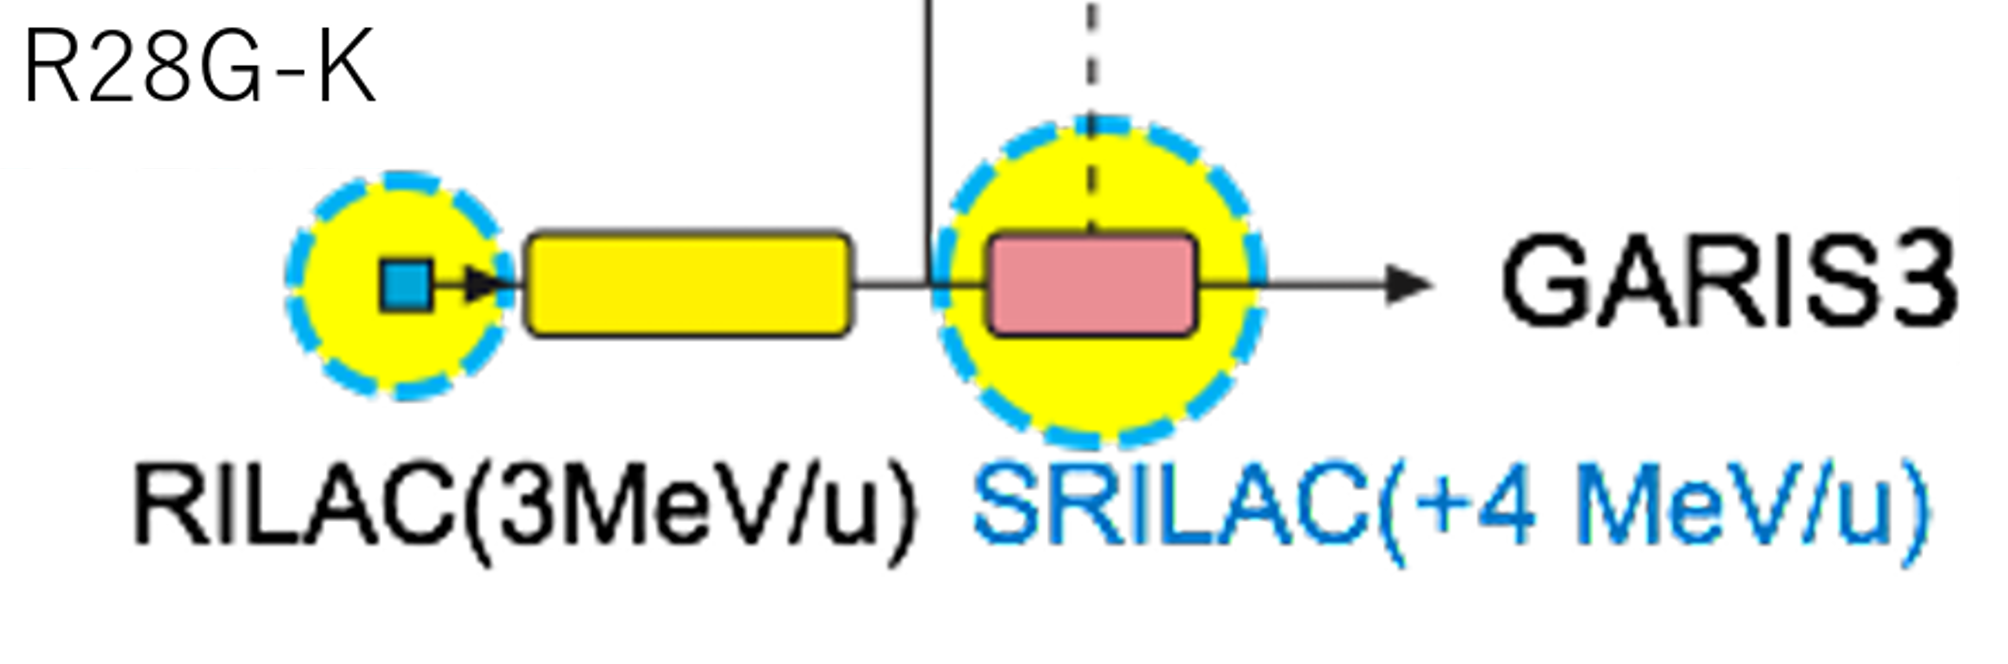 R28G-K
GARIS3
RILAC(3MeV/u) SRILAC(+4 MeV/u)